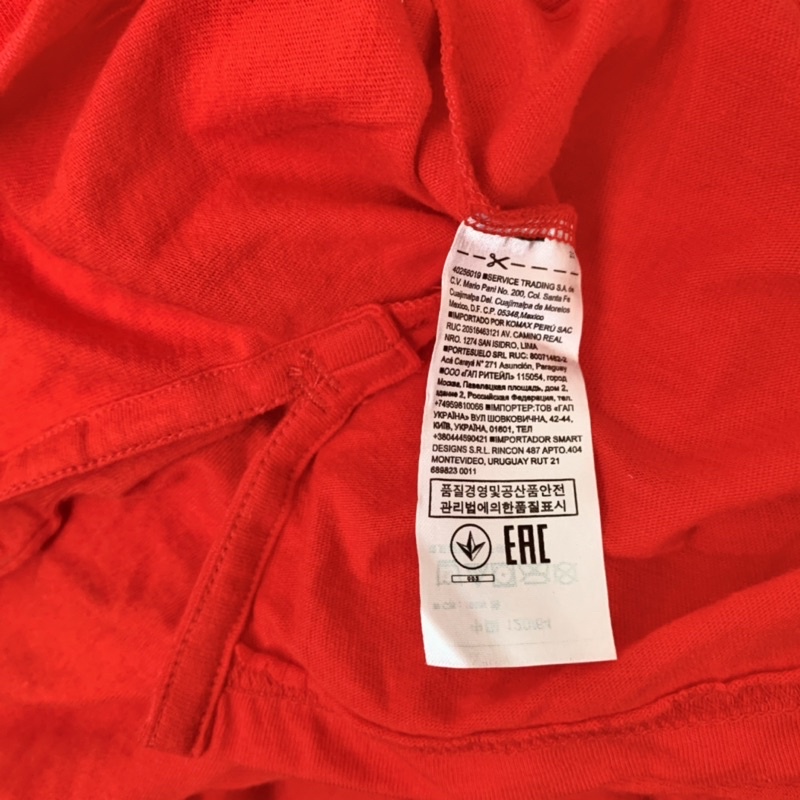 40256019 ■SERVICE TRADING S.A. de
C.V. Mario Pani No. 200, Col. Santa Fe
Cuajimalpa Del. Cuajimalpa de Morelos
Mexico, D.F. C.P. 05348,Mexico
■IMPORTADO POR KOMAX PERÚ SAC
RUC 20516463121 AV. CAMINO REAL
NRO. 1274 SAN ISIDRO, LIMA
■PORTESUELO SRL RUC: 80071462-2
Acá Carayá N° 271 Asunción, Paraguay
■ООО «ГАП РИТЕЙЛ» 115054, город
Москва, Павелецкая площадь, дом 2,
здание 2, Российская Федерация, тел.
+74959810056 ■ІМПОРТЕР:ТОВ «ГАП
УКРАЇНА» ВУЛ ШОВКОВИЧНА, 42-44,
КИЇВ, УКРАЇНА, 01601, ТЕЛ
+380444590421 ■IMPORTADOR SMART
DESIGNS S.R.L. RINCON 487 APTO.404
MONTEVIDEO, URUGUAY RUT 21
689823 0011
품질경영및공산품안전
관리법에의한품질표시
EAC